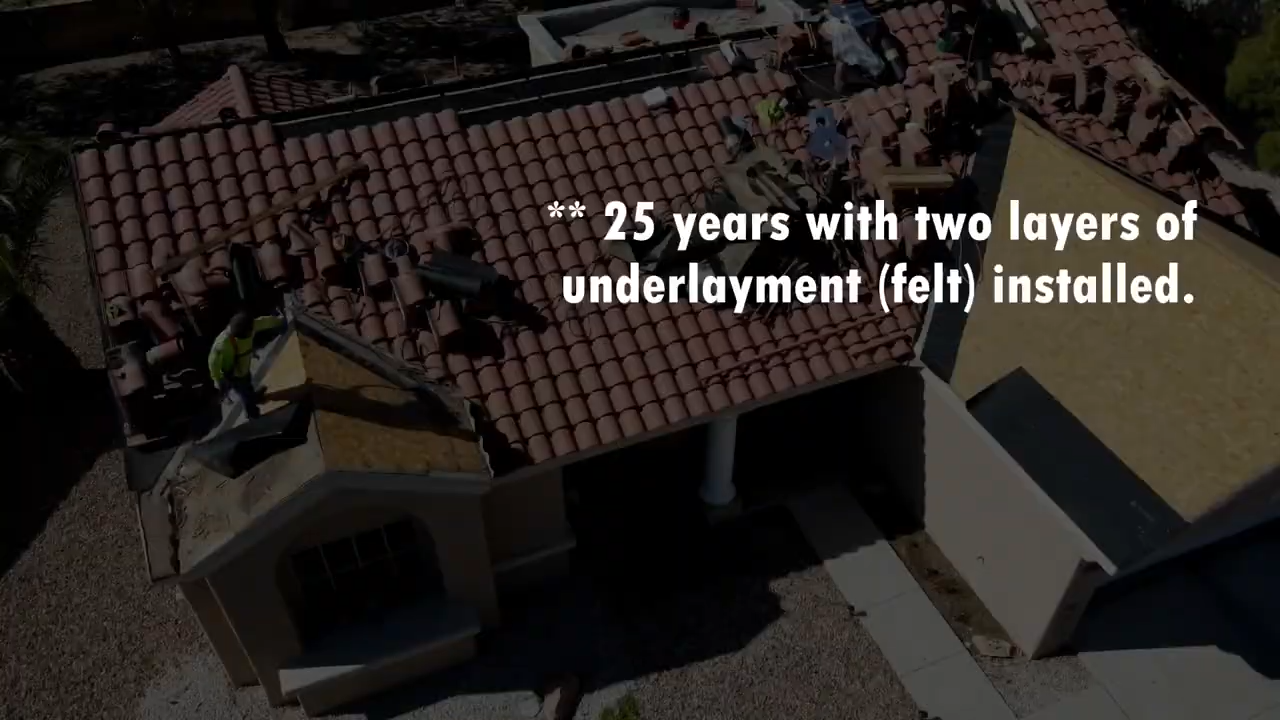 ** 25 years with two layers of
underlayment (felt) installed.